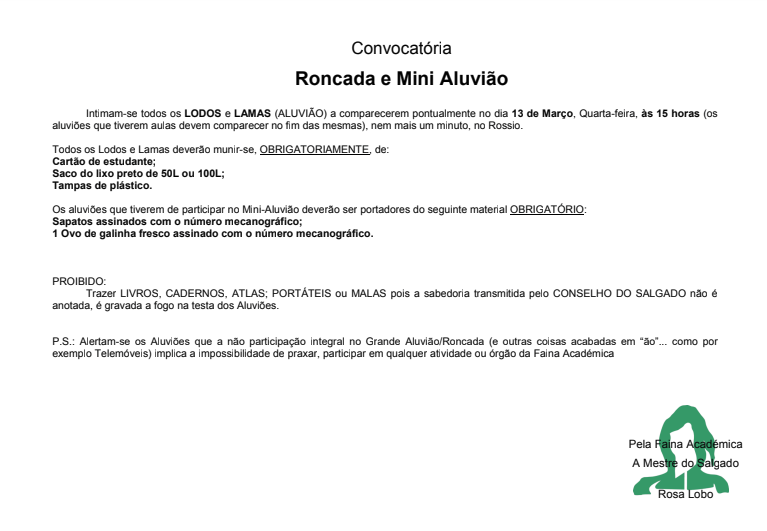 Convocatória
Roncada e Mini Aluvião
Intimam-se todos os LODOS e LAMAS (ALUVIÃO) a comparecerem pontualmente no dia 13 de Março, Quarta-feira, às 15 horas (os
aluviões que tiverem aulas devem comparecer no fim das mesmas), nem mais um minuto, no Rossio.
Todos os Lodos e Lamas deverão munir-se, OBRIGATORIAMENTE, de:
Cartão de estudante;
Saco do lixo preto de 50L ou 100L;
Tampas de plástico.
Os aluviões que tiverem de participar no Mini-Aluvião deverão ser portadores do seguinte material OBRIGATÓRIO:
Sapatos assinados com o número mecanográfico;
1 Ovo de galinha fresco assinado com o número mecanográfico.
PROIBIDO:
Trazer LIVROS, CADERNOS, ATLAS; PORTÁTEIS ou MALAS pois a sabedoria transmitida pelo CONSELHO DO SALGADO não é
anotada, é gravada a fogo na testa dos Aluviões.
P.S.: Alertam-se os Aluviões que a não participação integral no Grande Aluvião/Roncada (e outras coisas acabadas em “ão”... como por
exemplo Telemóveis) implica a impossibilidade de praxar, participar em qualquer atividade ou órgão da Faina Académica
Pela Faina Académica
A Mestre do Salgado
Rosa Lobo